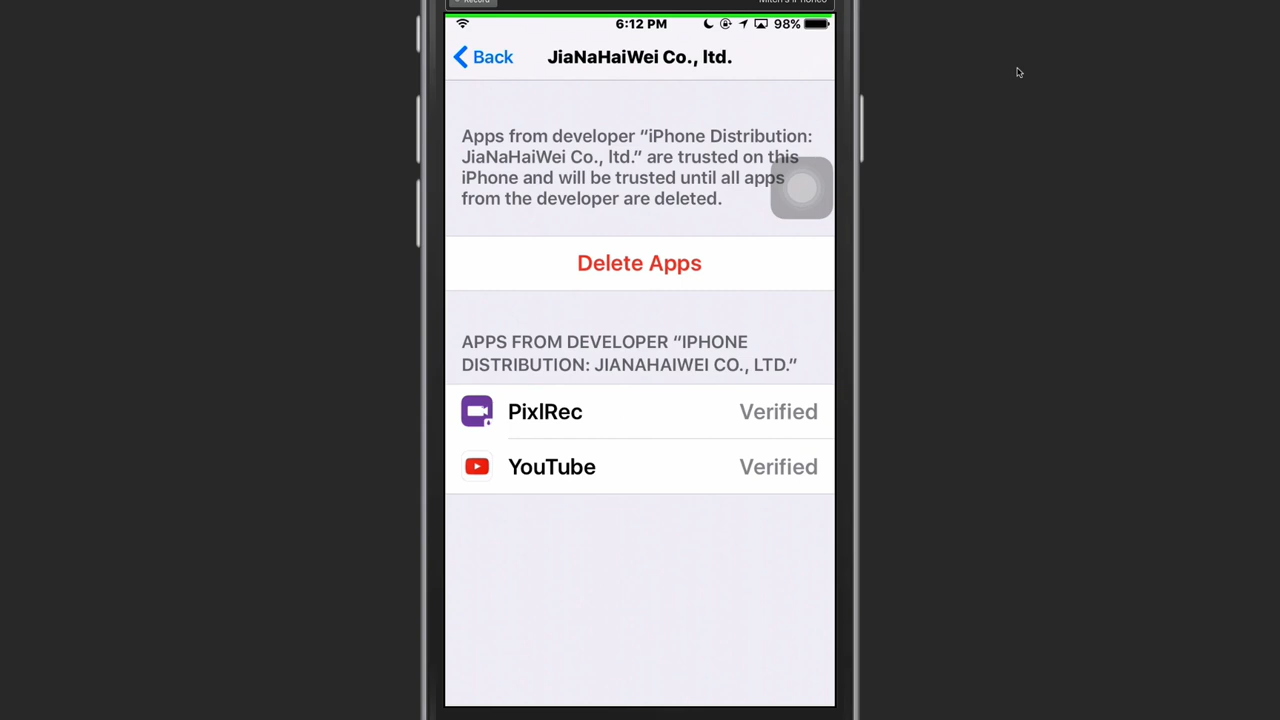 Record
6:12 PM 98%
Back JiaNaHaiWei Co., ltd.
Apps from developer “iPhone Distribution:
JiaNaHaiWei Co., ltd.” are trusted on this
iPhone and will be trusted until all apps
from the developer are deleted.
Delete Apps
APPS FROM DEVELOPER “IPHONE
DISTRIBUTION: JIANAHAIWEI CO., LTD.”
PixlRec Verified
YouTube Verified